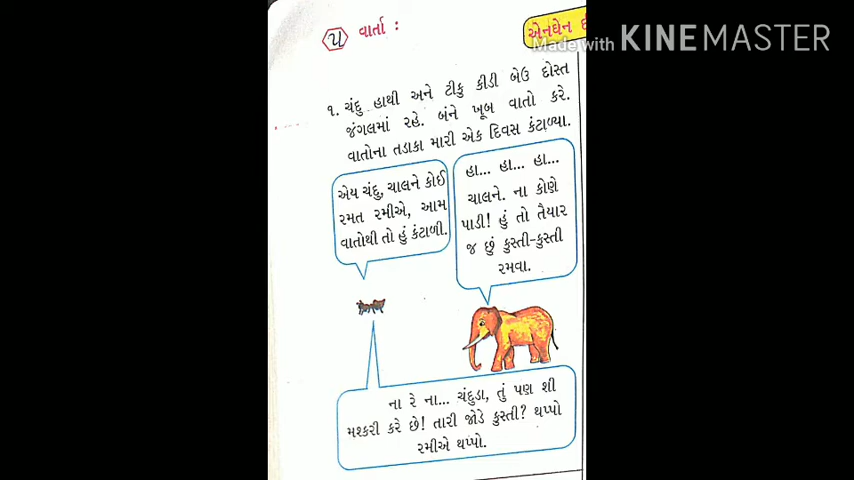 ૫ વાર્તા :
એનઘેન
Made with KINEMASTER
૧. ચંદુ હાથી અને ટીકુ કીડી બેઉ દોસ્ત
જંગલમાં રહે. બંને ખૂબ વાતો કરે.
વાતોના તડાકા મારી એક દિવસ કંટાળ્યા.
એય ચંદુ, ચાલને કોઈ
રમત રમીએ, આમ
વાતોથી તો હું કંટાળી.
હા... હા... હા...
ચાલને. ના કોણે
પાડી! હું તો તૈયાર
જ છું કુસ્તી-કુસ્તી
રમવા.
ના રે ના... ચંદુડા, તું પણ શી
મશ્કરી કરે છે! તારી જોડે કુસ્તી? થપ્પો
રમીએ થપ્પો.